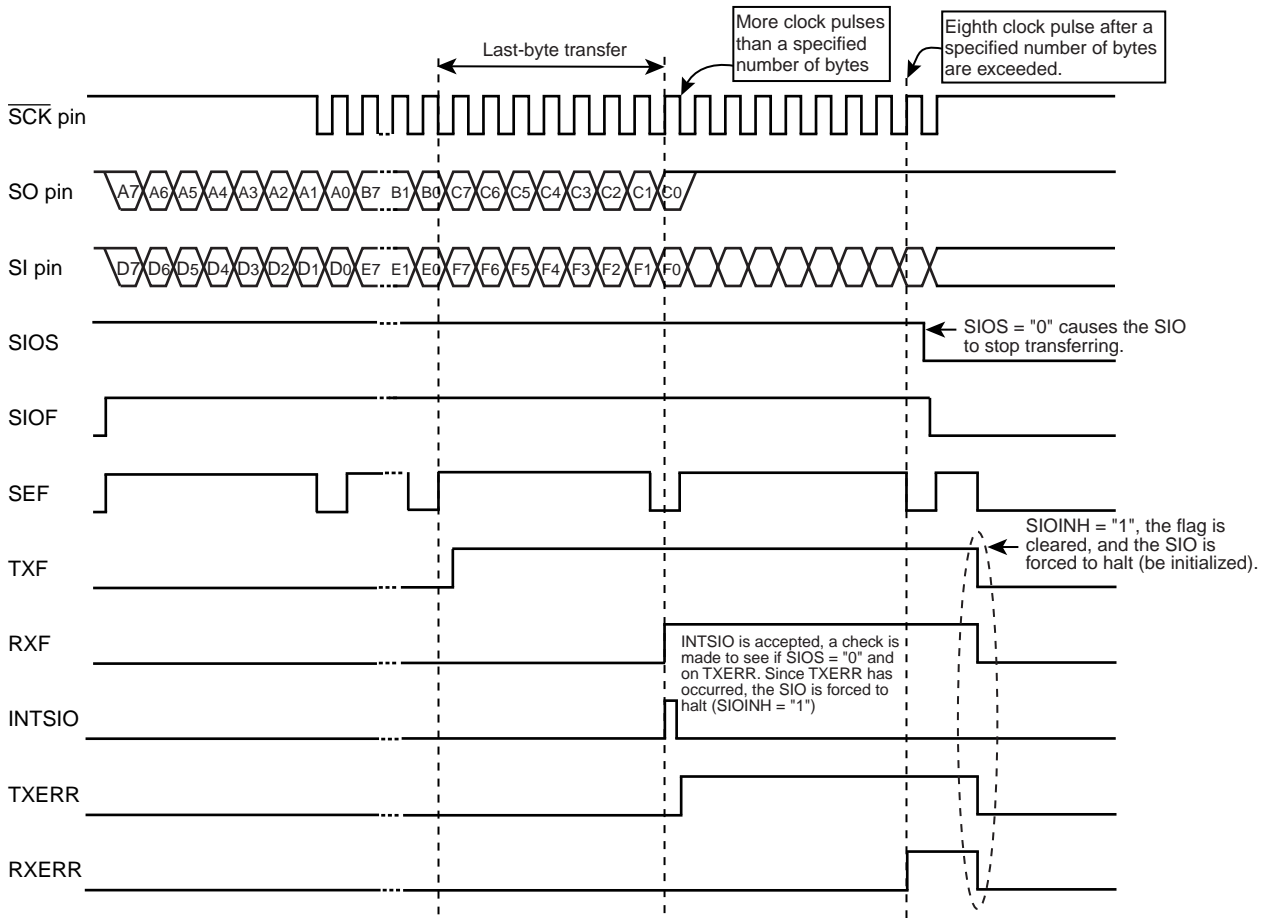 More clock pulses
than a specified
number of bytes
Eighth clock pulse after a
specified number of bytes
are exceeded.
Last-byte transfer
SCK pin
SO pin
A7 A6 A5 A4 A3 A2 A1 A0 B7 B1 B0 C7 C6 C5 C4 C3 C2 C1 C0
SI pin
D7 D6 D5 D4 D3 D2 D1 D0 E7 E1 E0 F7 F6 F5 F4 F3 F2 F1 F0
SIOS
SIOS = "0" causes the SIO
to stop transferring.
SIOF
SEF
SIOINH = "1", the flag is
cleared, and the SIO is
forced to halt (be initialized).
TXF
RXF
INTSIO is accepted, a check is
made to see if SIOS = "0" and
on TXERR. Since TXERR has
occurred, the SIO is forced to
halt (SIOINH = "1")
INTSIO
TXERR
RXERR